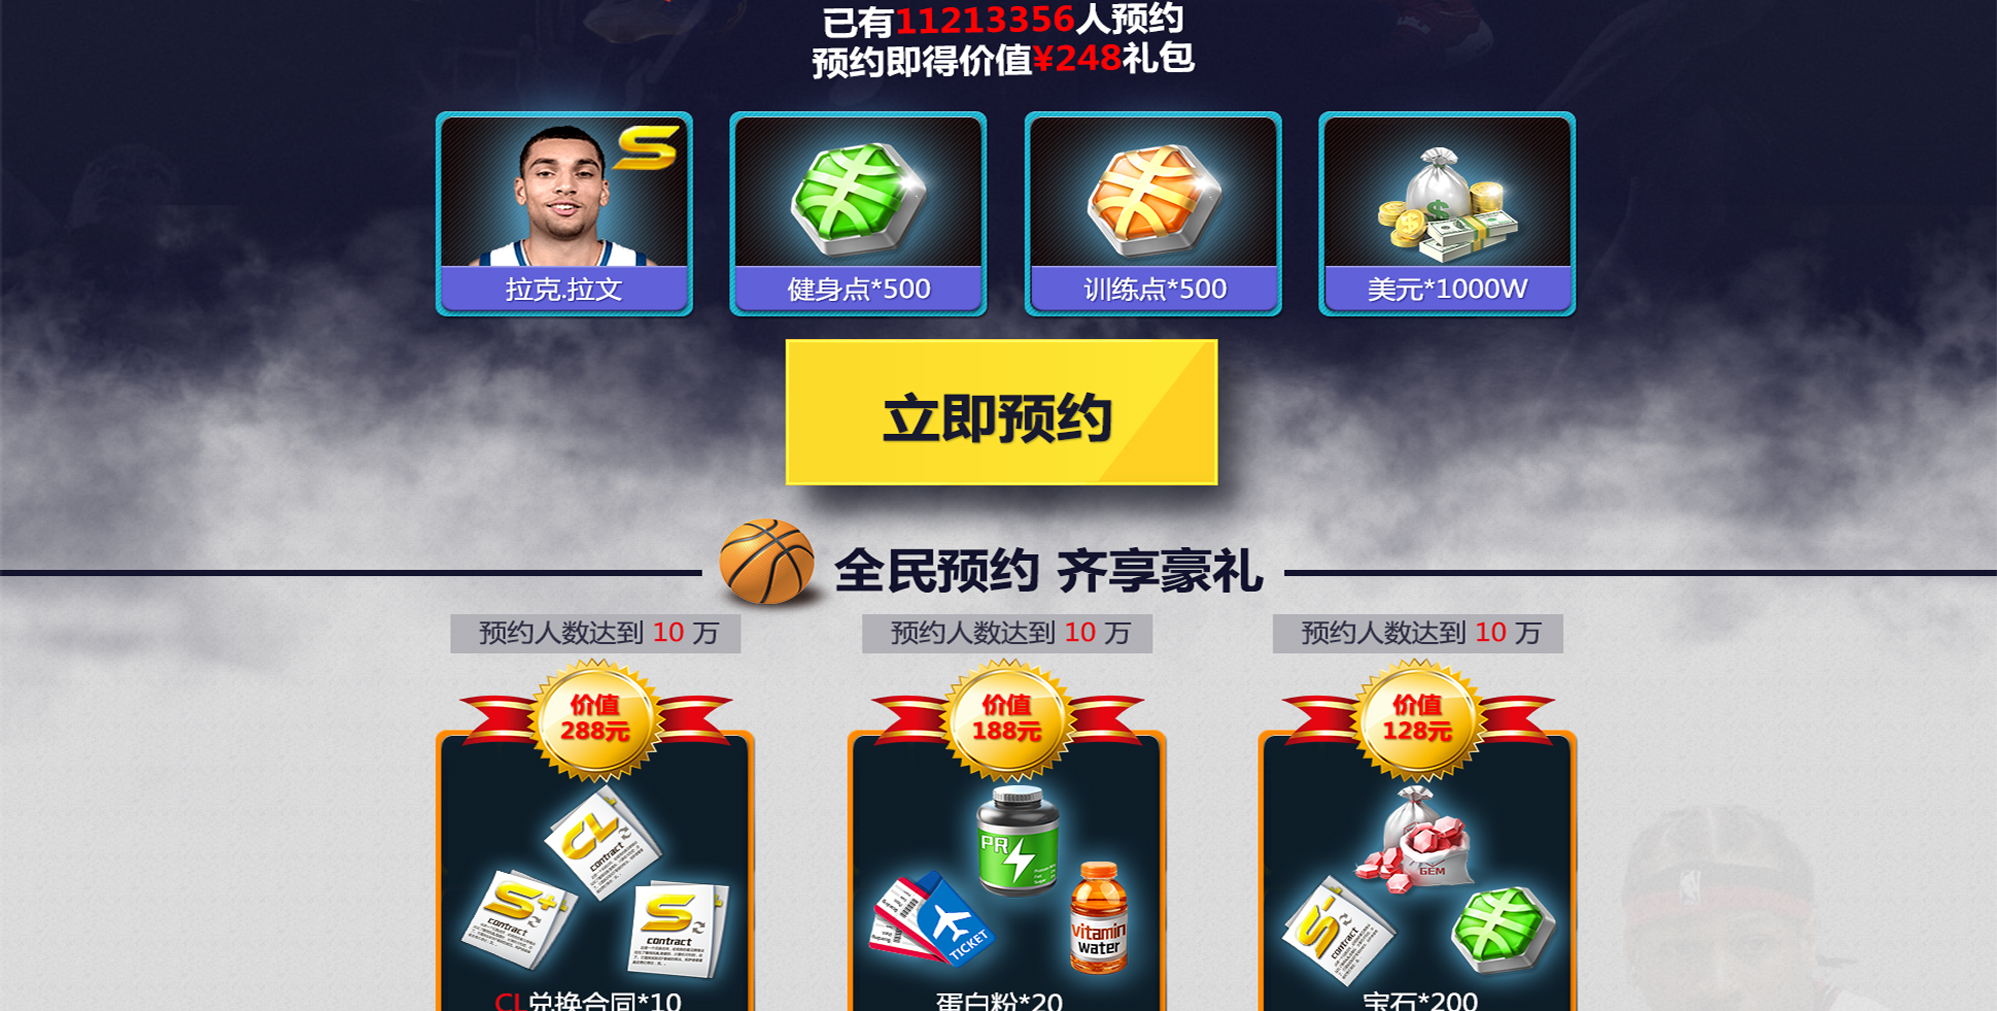 已有11213356人预约
预约即得价值¥248礼包
S
拉克.拉文
健身点*500
训练点*500
$
美元*1000W
立即预约
全民预约 齐享豪礼
预约人数达到 10 万
预约人数达到 10 万
预约人数达到 10 万
价值
288元
价值
188元
价值
128元
CL
contract
S+
contract
S
contract
PR
TICKET
vitamin
water
GEM
S-
contract
CL兑换合同*10
蛋白粉*20
宝石*200